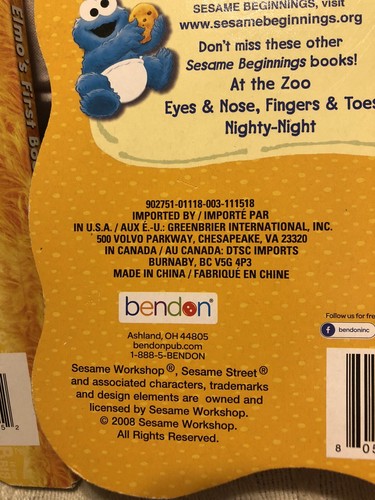 SESAME BEGINNINGS, visit
www.sesamebeginnings.org
Don't miss these other
Sesame Beginnings books!
At the Zoo
Eyes & Nose, Fingers & Toes
Nighty-Night
Elmo's First
902751-01118-003-111518
IMPORTED BY / IMPORTÉ PAR
IN U.S.A. / AUX É.-U.: GREENBRIER INTERNATIONAL, INC.
500 VOLVO PARKWAY, CHESAPEAKE, VA 23320
IN CANADA / AU CANADA: DTSC IMPORTS
BURNABY, BC V5G 4P3
MADE IN CHINA / FABRIQUÉ EN CHINE
bendon®
Ashland, OH 44805
bendonpub.com
1-888-5-BENDON
Follow us for fre
bendoninc
Sesame Workshop®, Sesame Street®
and associated characters, trademarks
and design elements are owned and
licensed by Sesame Workshop.
© 2008 Sesame Workshop.
All Rights Reserved.
5 2
8 05